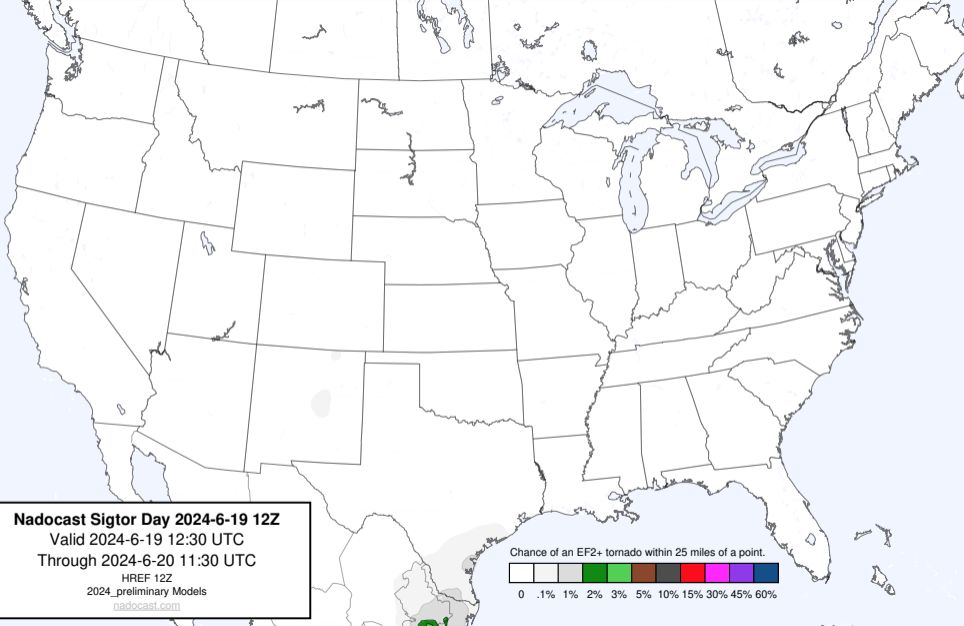 Nadocast Sigtor Day 2024-6-19 12Z
Valid 2024-6-19 12:30 UTC
Through 2024-6-20 11:30 UTC
HREF 12Z
2024_preliminary Models
nadocast.com
Chance of an EF2+ tornado within 25 miles of a point.
0 .1% 1% 2% 3% 5% 10% 15% 30% 45% 60%